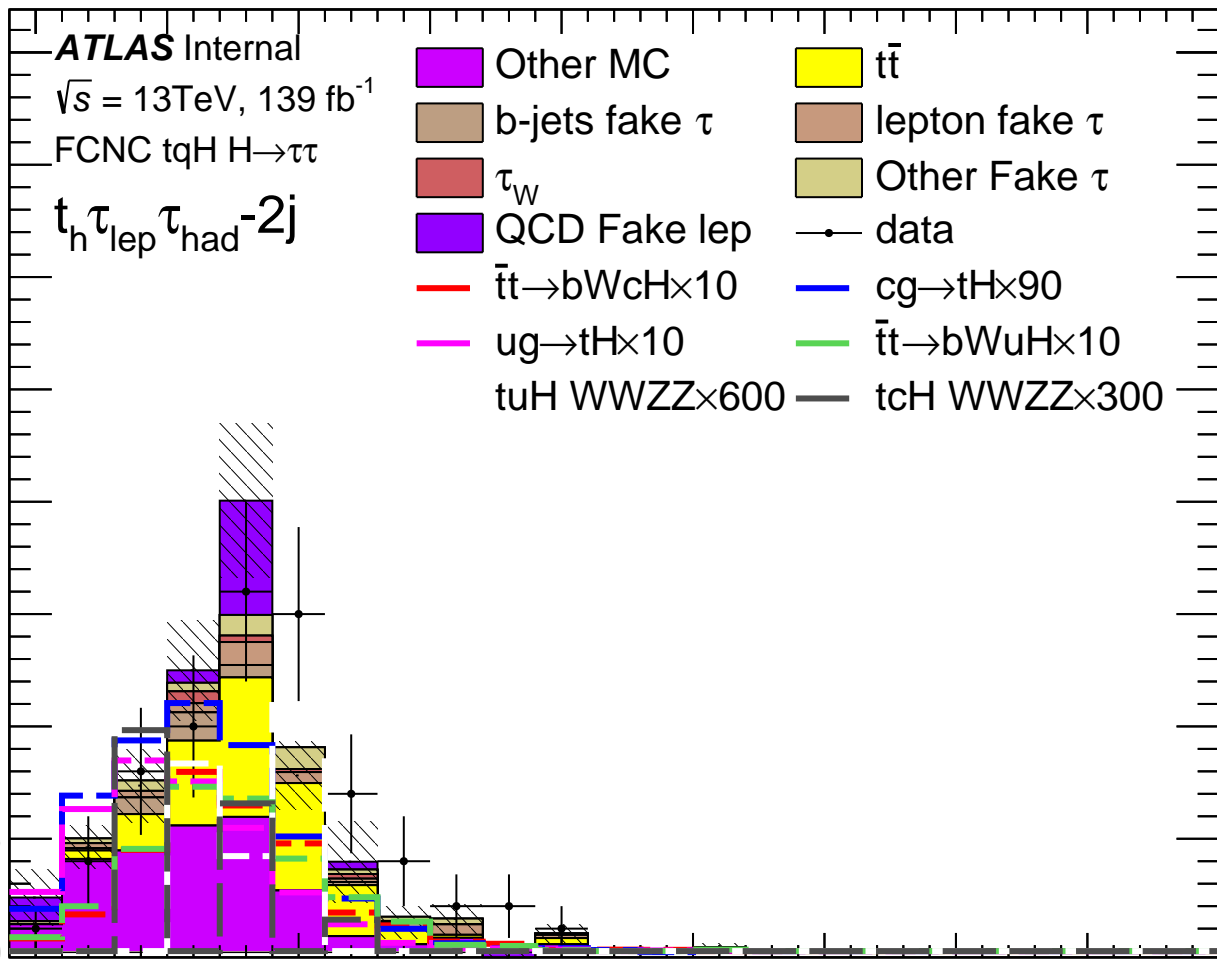 ATLAS Internal
√s = 13TeV, 139 fb⁻¹
FCNC tqH H→ττ
t_hτ_lepτ_had-2j
Other MC
tt̄
b-jets fake τ
lepton fake τ
τ_W
Other Fake τ
QCD Fake lep
data
t̄t→bWcH×10
cg→tH×90
ug→tH×10
t̄t→bWuH×10
tuH WWZZ×600
tcH WWZZ×300